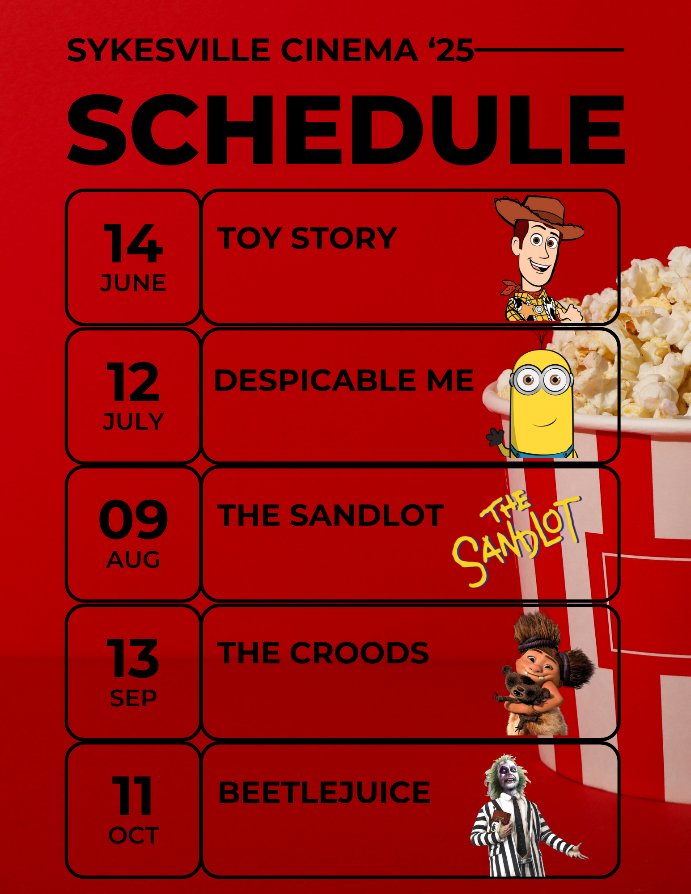 SYKESVILLE CINEMA ‘25
SCHEDULE
14
JUNE
TOY STORY
12
JULY
DESPICABLE ME
09
AUG
THE SANDLOT
THE
SANDLOT
13
SEP
THE CROODS
11
OCT
BEETLEJUICE